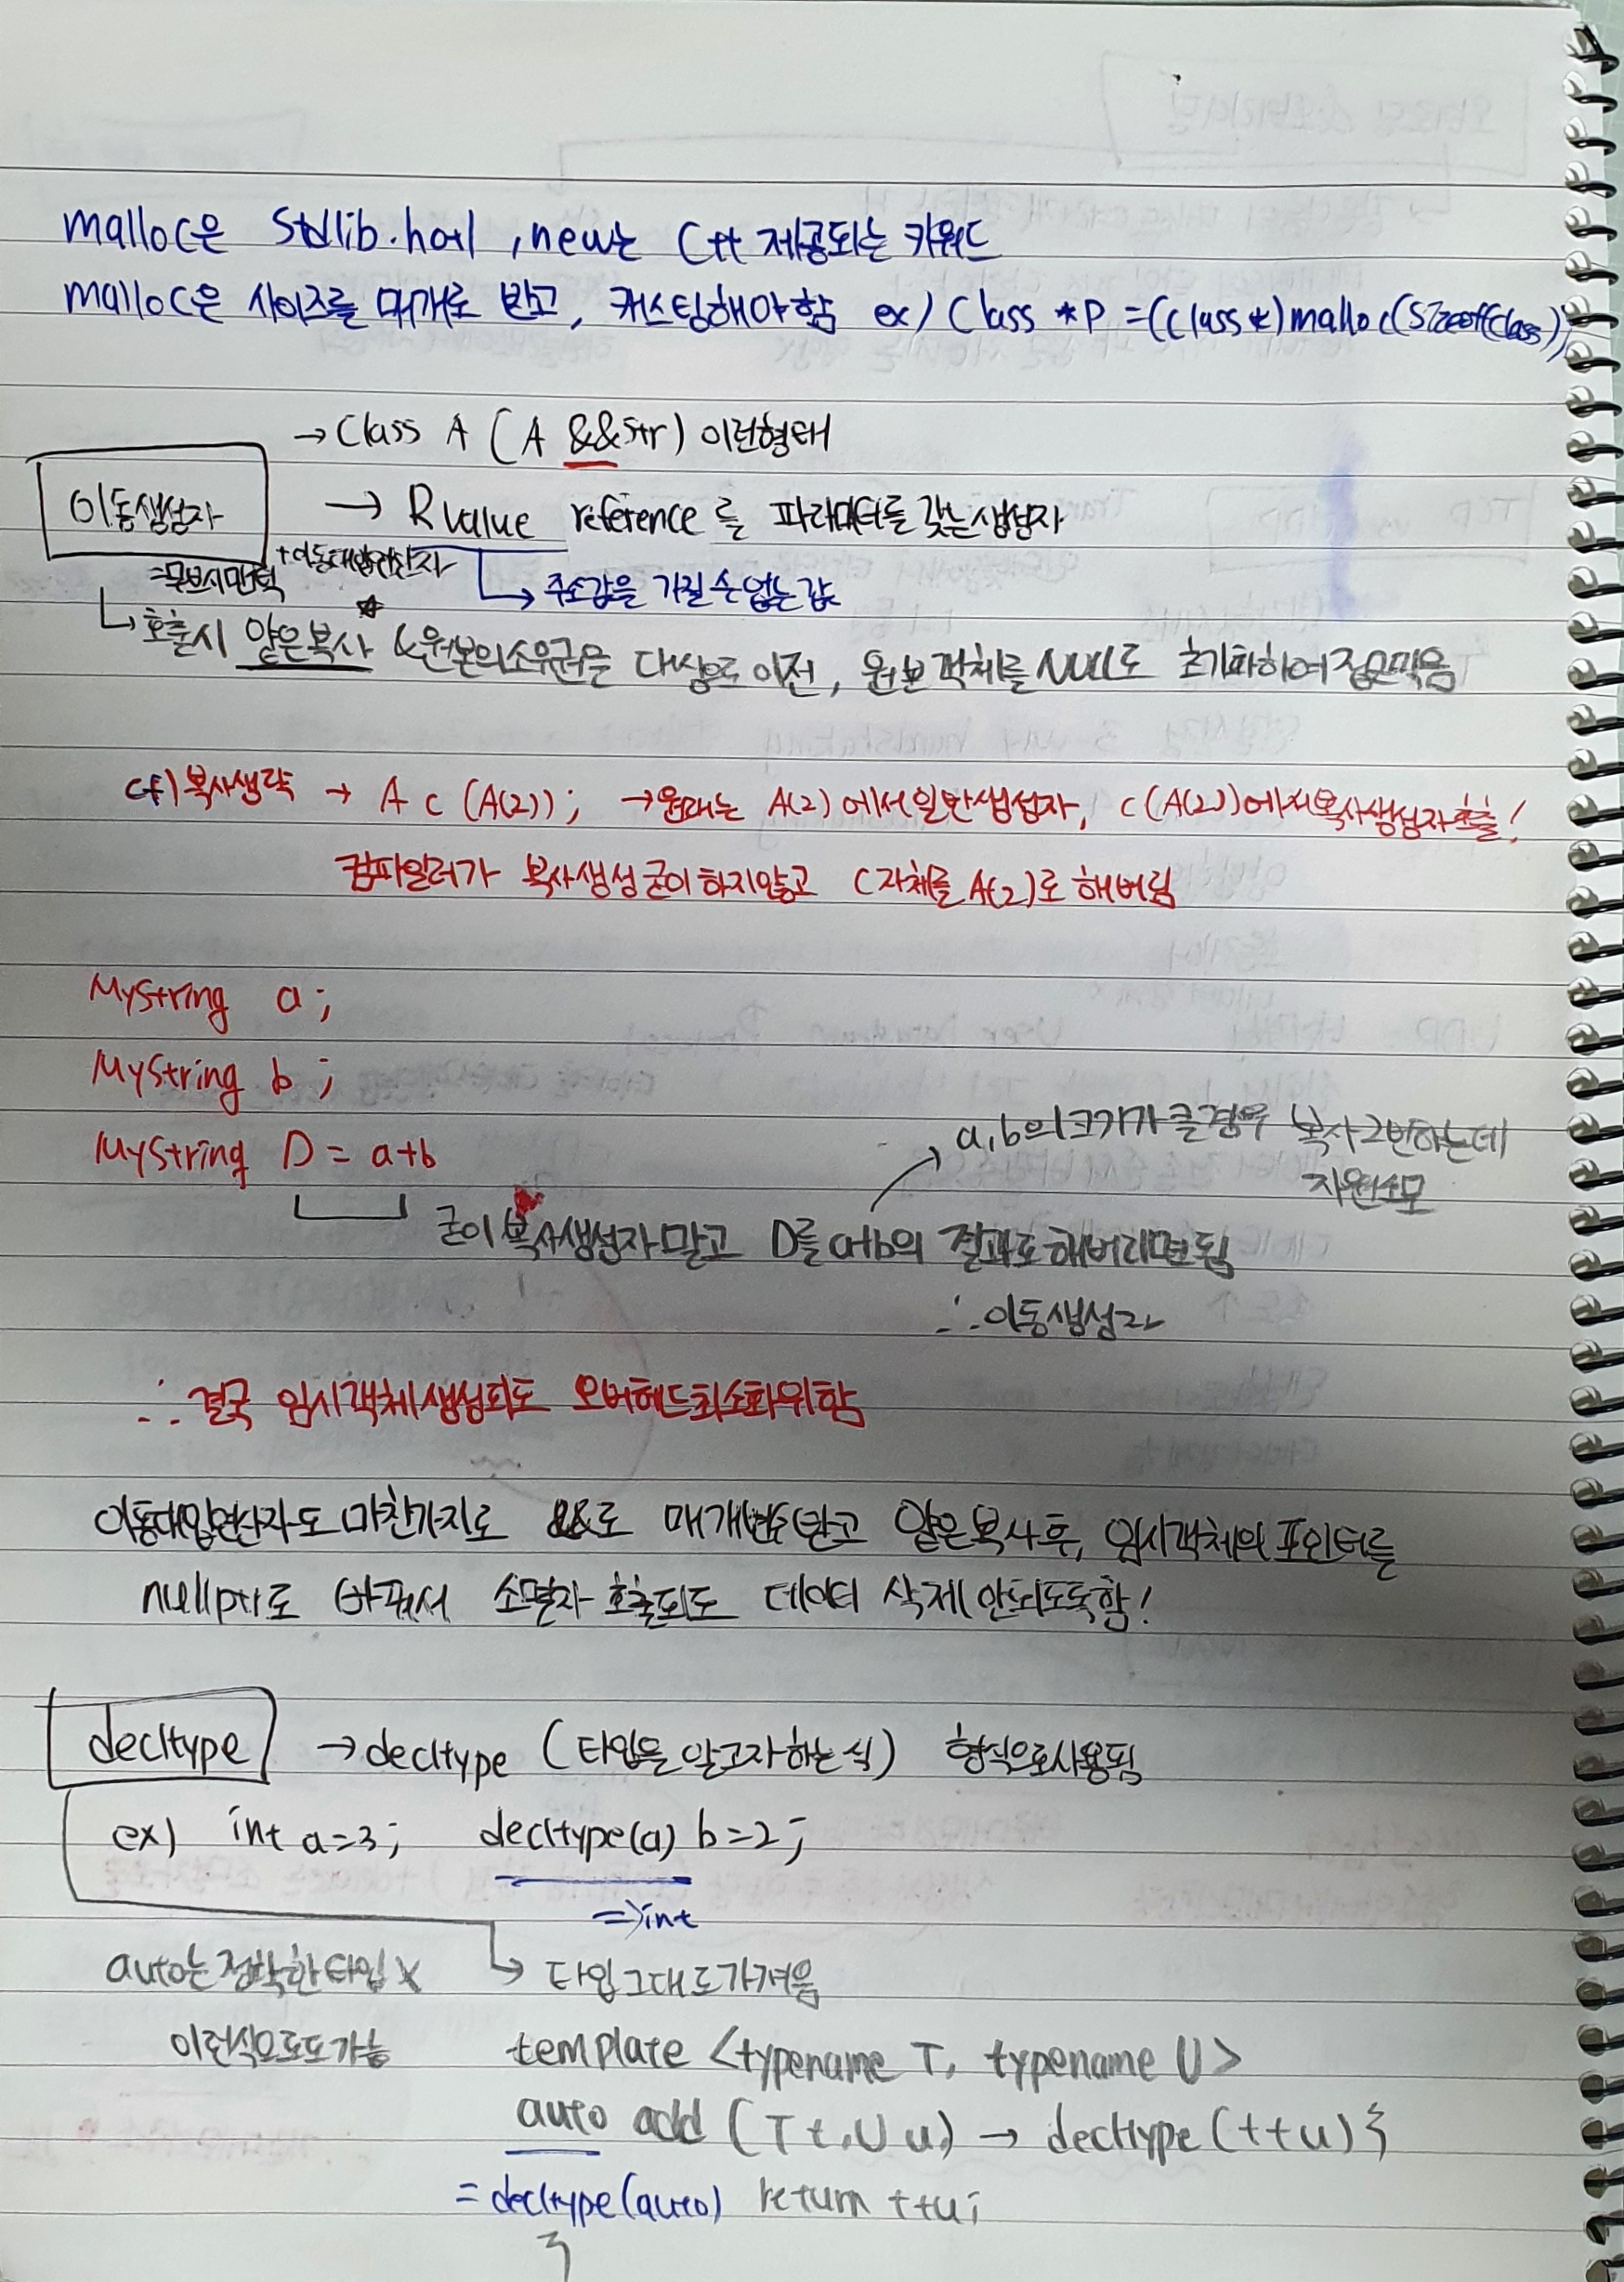 malloc은 stdlib.h에, new는 C++ 제공되는 키워드
malloc은 사이즈를 매개로 받고, 캐스팅해야함 ex) Class *P =(Class*)malloc(Sizeof(Class));
→ Class A (A &&str) 이런형태
이동생성자 → Rvalue reference를 파라미터를 갖는 생성자
+이동대입연산자
→ 주소값을 가질 수 없는 값
→ 호출시 얕은복사 & 원본의 소유권을 대상으로 이전, 원본객체를 NULL로 초기화하여 접근막음
cf) 복사생략 → A c (A(2)); → 원래는 A(2)에서 일반생성자, c(A(2))에서 복사생성자 호출!
컴파일러가 복사생성 굳이 하지않고 c자체를 A(2)로 해버림
MyString a;
MyString b;
MyString D = a+b
a,b의 크기가 클경우 복사2번하는데
자원소모
굳이 복사생성자말고 D를 a+b의 결과로 해버리면됨
∴ 이동생성자
∴ 결국 임시객체생성되도 오버헤드최소화위함
이동대입연산자도 마찬가지로 &&로 매개변수받고 얕은복사 후, 임시객체의 포인터를
nullptr로 바꿔서 소멸자 호출되도 데이터 삭제 안되도록함!
decltype → decltype (타입을 알고자하는 식) 형식으로사용됨
ex) int a=3; decltype(a) b=2;
=>int
auto는 정확한타입 X → 타입그대로가져옴
이런식으로도가능 template <typename T, typename U>
auto add (T t, U u) → decltype (t+u) {
= decltype(auto) return t+u;
}